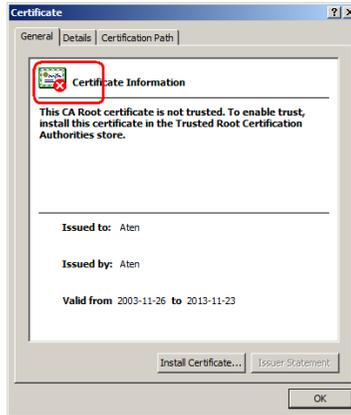 Certificate
General Details Certification Path
Certificate Information
This CA Root certificate is not trusted. To enable trust,
install this certificate in the Trusted Root Certification
Authorities store.
Issued to: Aten
Issued by: Aten
Valid from 2003-11-26 to 2013-11-23
Install Certificate... Issuer Statement
OK